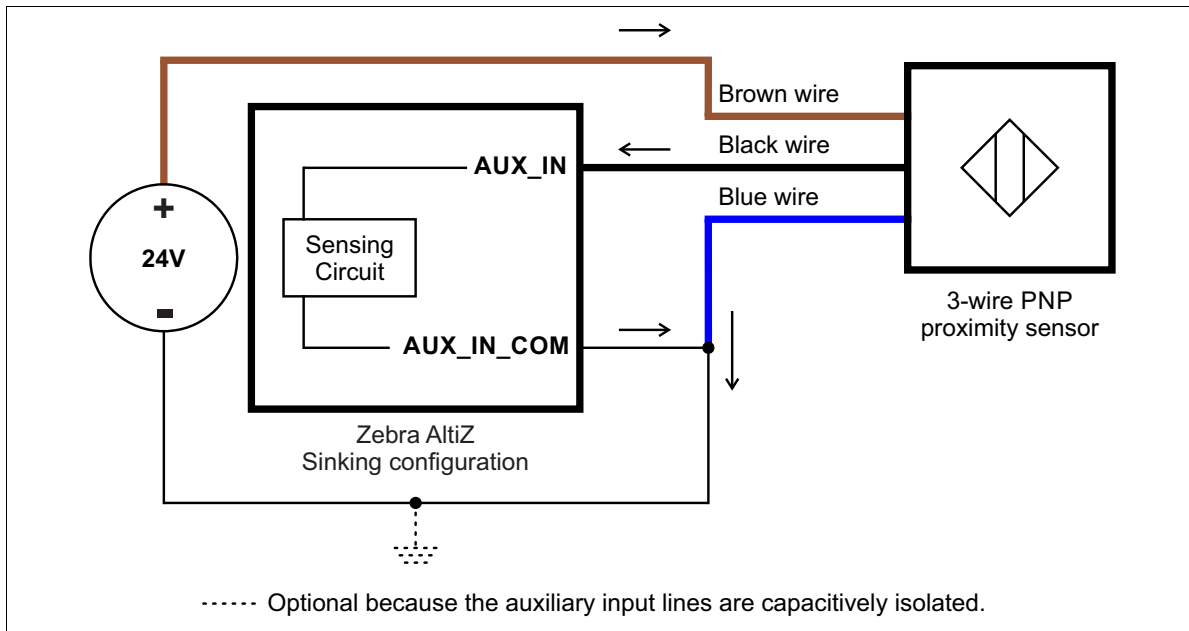 Brown wire
Black wire
AUX_IN
Blue wire
+
24V
-
Sensing
Circuit
AUX_IN_COM
3-wire PNP
proximity sensor
Zebra AltiZ
Sinking configuration
Optional because the auxiliary input lines are capacitively isolated.